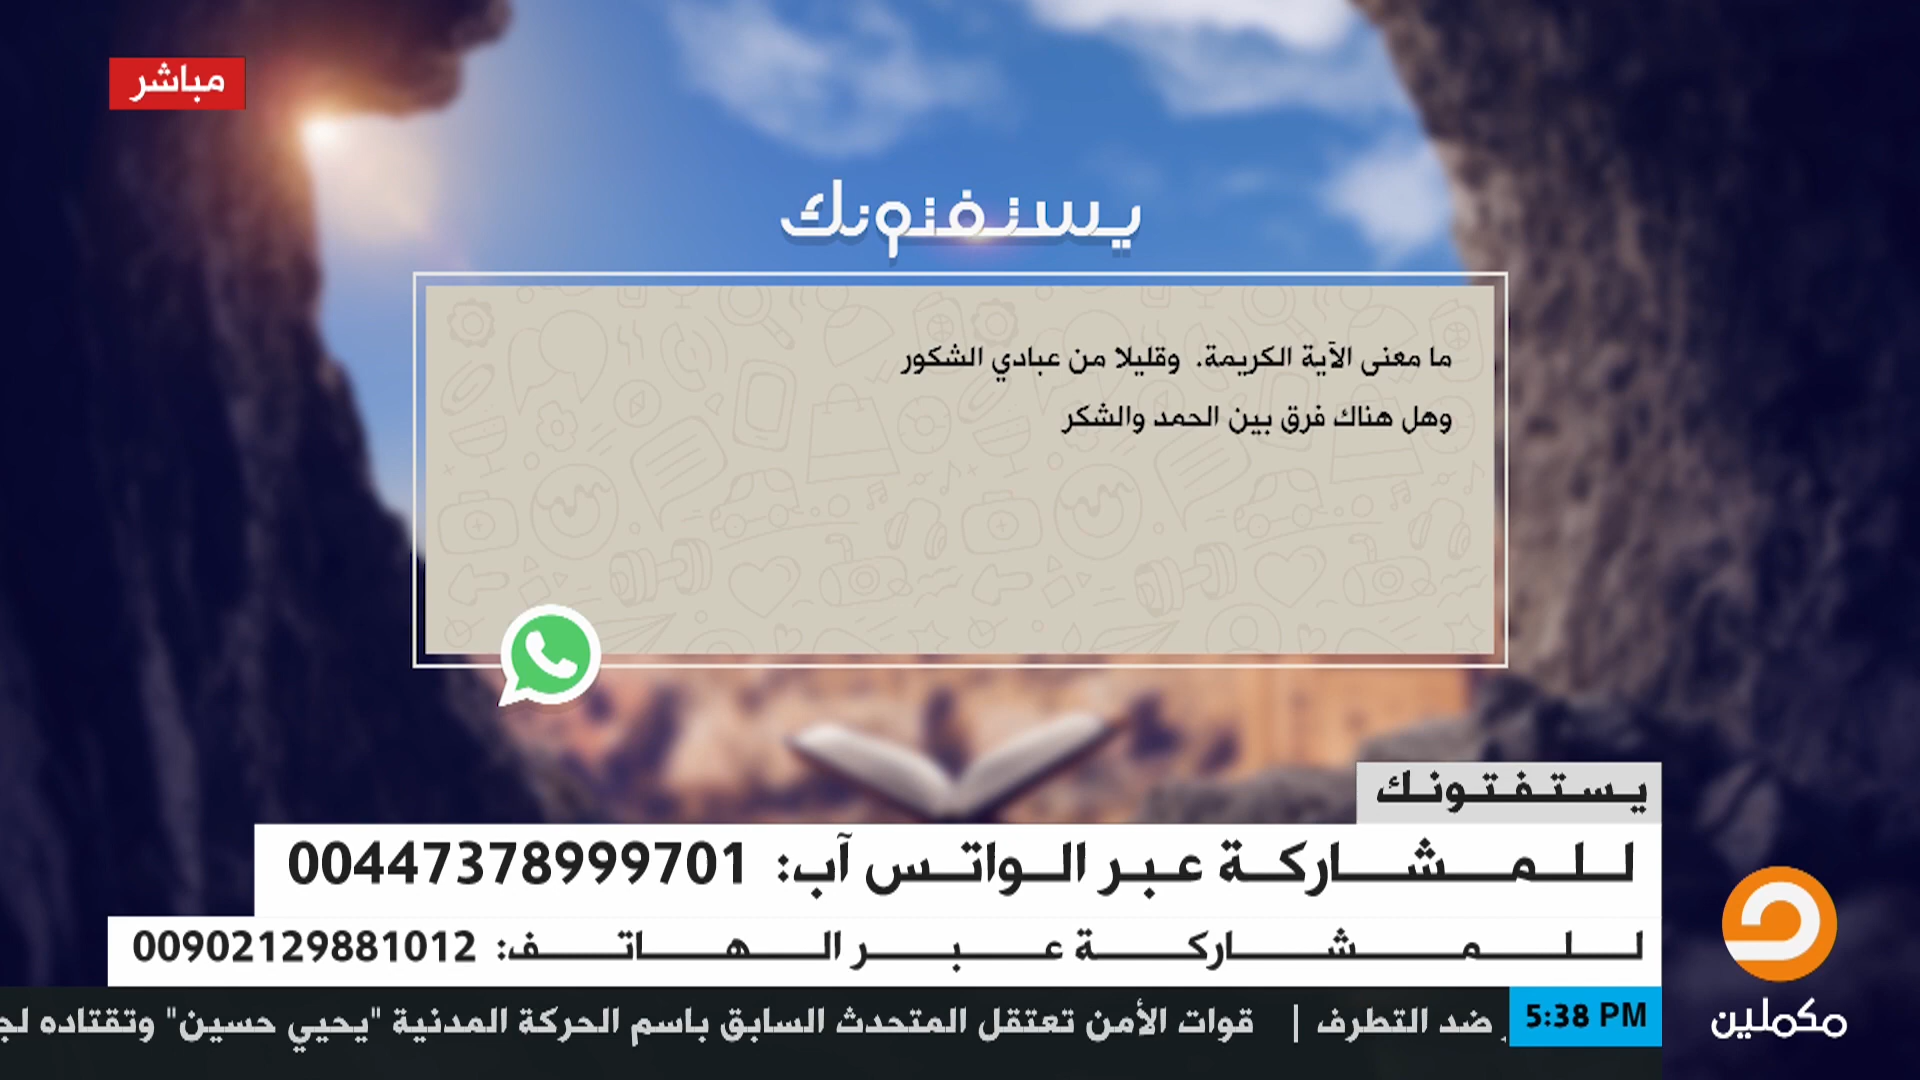 مباشر
يستفتونك
ما معنى الآية الكريمة. وقليلا من عبادي الشكور
وهل هناك فرق بين الحمد والشكر
يستفتونك
للمشاركة عبر الواتس آب: 00447378999701
للمشاركة عبر الهاتف: 00902129881012
5:38 PM
ضد التطرف | قوات الأمن تعتقل المتحدث السابق باسم الحركة المدنية "يحيي حسين" وتقتاده
مكملين